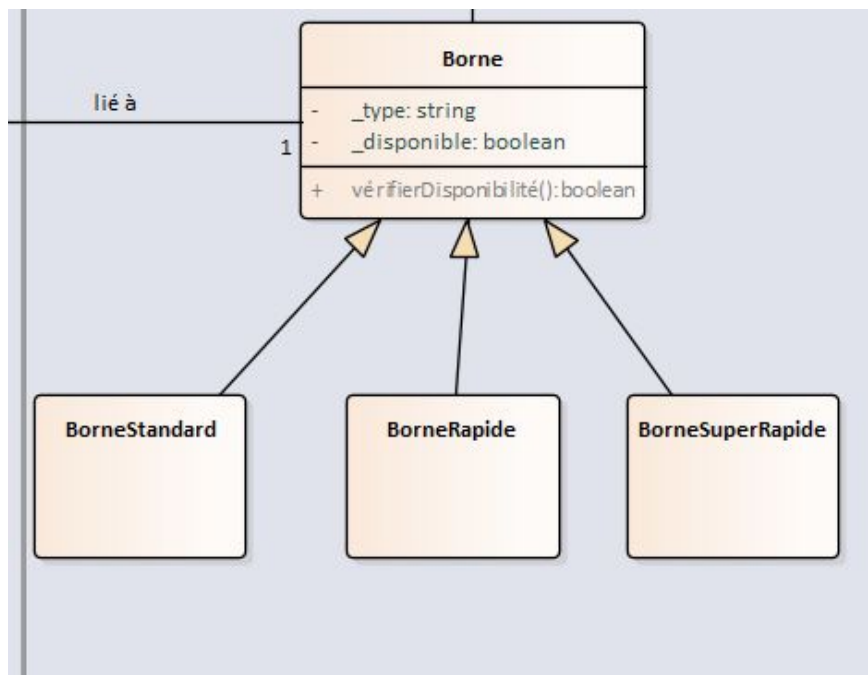 Borne
lié à
- _type: string
1 - _disponible: boolean
+ vérifierDisponibilité():boolean
BorneStandard
BorneRapide
BorneSuperRapide